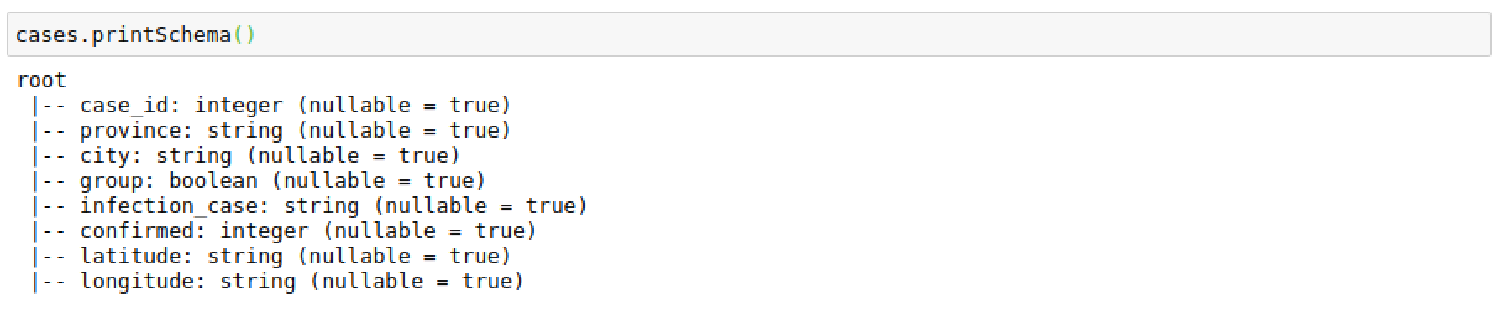 cases.printSchema()
root
 |-- case_id: integer (nullable = true)
 |-- province: string (nullable = true)
 |-- city: string (nullable = true)
 |-- group: boolean (nullable = true)
 |-- infection_case: string (nullable = true)
 |-- confirmed: integer (nullable = true)
 |-- latitude: string (nullable = true)
 |-- longitude: string (nullable = true)